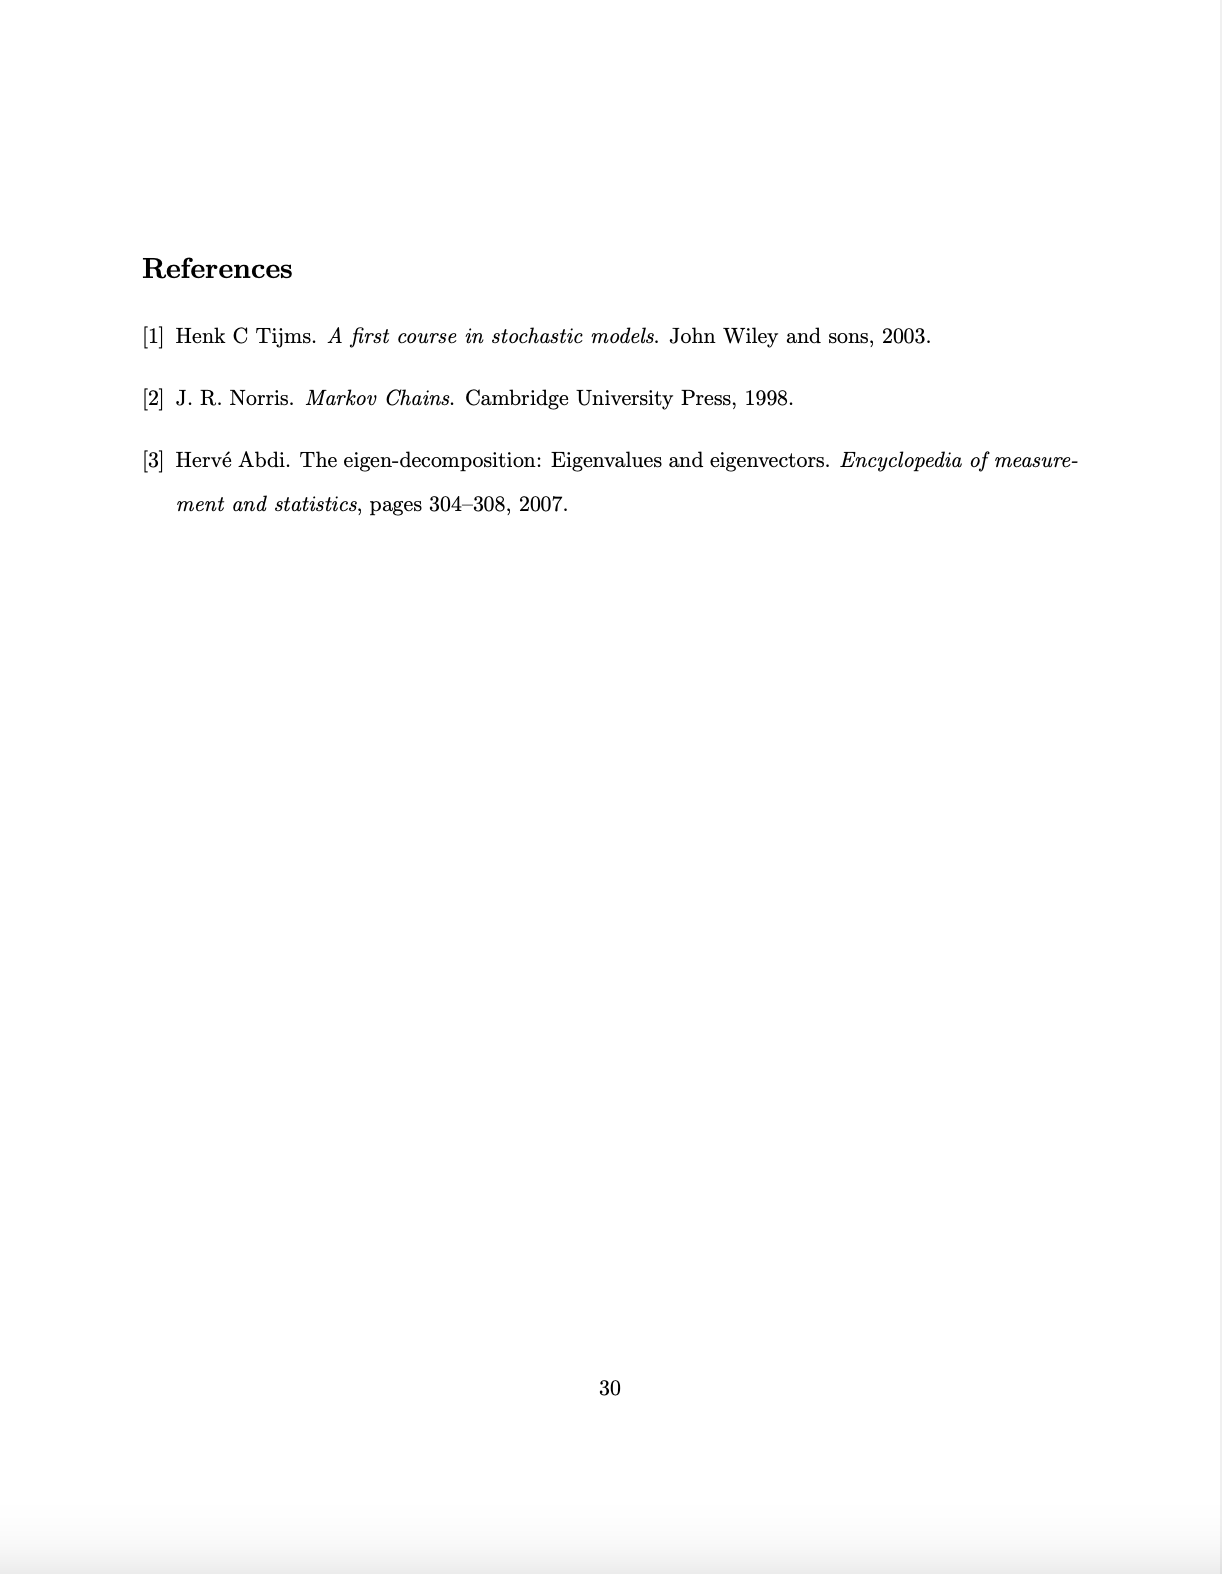 References
[1] Henk C Tijms. A first course in stochastic models. John Wiley and sons, 2003.
[2] J. R. Norris. Markov Chains. Cambridge University Press, 1998.
[3] Hervé Abdi. The eigen-decomposition: Eigenvalues and eigenvectors. Encyclopedia of measure-
ment and statistics, pages 304–308, 2007.
30